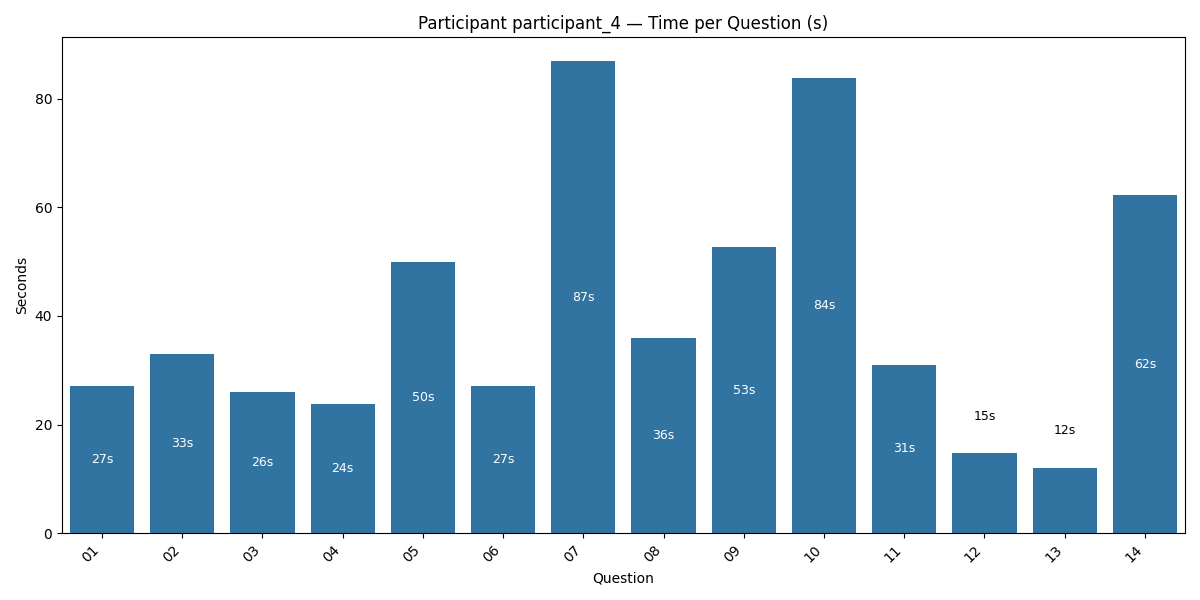 Participant participant_4 — Time per Question (s)
Seconds
80
60
40
20
0
27s
33s
26s
24s
50s
27s
87s
36s
53s
84s
31s
15s
12s
62s
01
02
03
04
05
06
07
08
09
10
11
12
13
14
Question